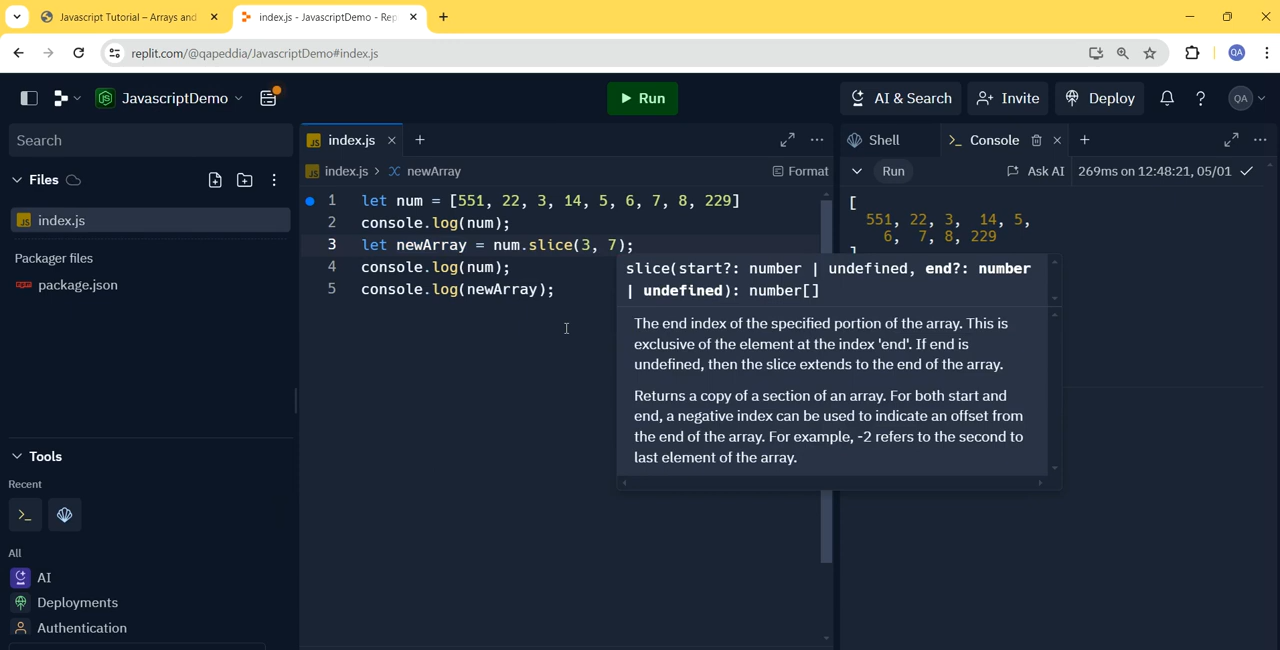 Javascript Tutorial – Arrays and
index.js - JavascriptDemo - Rep
replit.com/@qapeddia/JavascriptDemo#index.js
QA
JavascriptDemo
Run
AI & Search
Invite
Deploy
?
QA
Search
Files
index.js
Packager files
package.json
Tools
Recent
All
AI
Deployments
Authentication
JS index.js
JS index.js > newArray
Format
1 let num = [551, 22, 3, 14, 5, 6, 7, 8, 229]
2 console.log(num);
3 let newArray = num.slice(3, 7);
4 console.log(num);
5 console.log(newArray);
slice(start?: number | undefined, end?: number
| undefined): number[]
The end index of the specified portion of the array. This is
exclusive of the element at the index 'end'. If end is
undefined, then the slice extends to the end of the array.
Returns a copy of a section of an array. For both start and
end, a negative index can be used to indicate an offset from
the end of the array. For example, -2 refers to the second to
last element of the array.
Shell
Console
Run
Ask AI
269ms on 12:48:21, 05/01
[
551, 22, 3, 14, 5,
6, 7, 8, 229
]